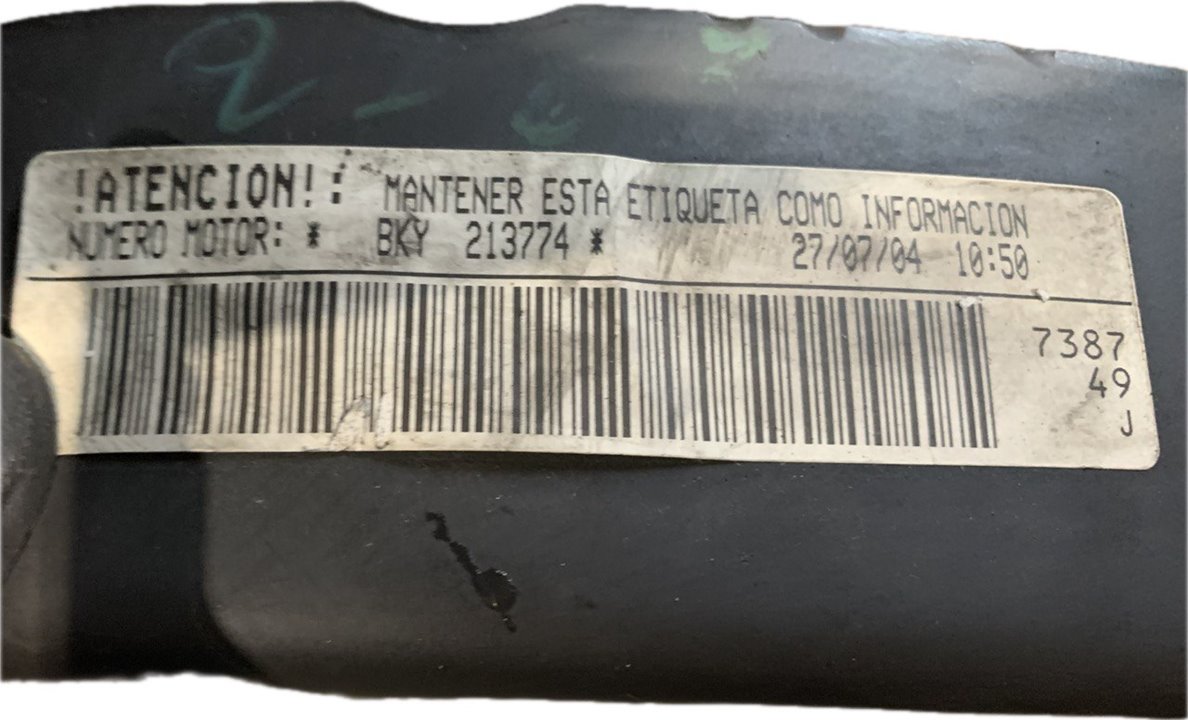 !ATENCION!: MANTENER ESTA ETIQUETA COMO INFORMACION
NUMERO MOTOR: * BKY 213774 * 27/07/04 10:50
7387
49
J